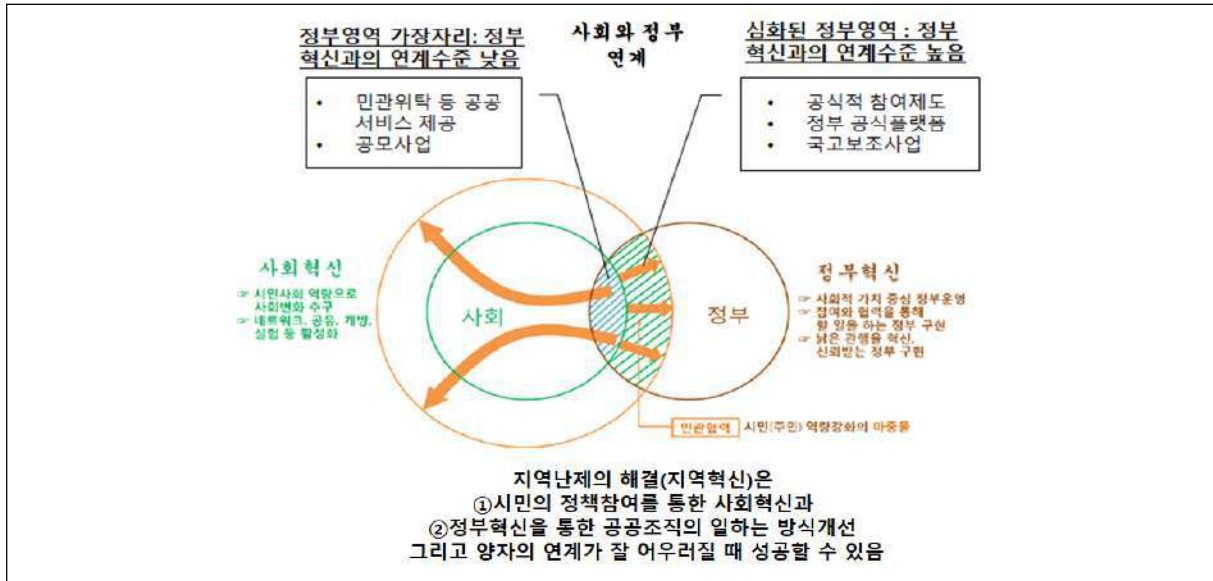 정부영역 가장자리: 정부
혁신과의 연계수준 낮음
사회와 정부
연계
심화된 정부영역 : 정부
혁신과의 연계수준 높음
• 민관위탁 등 공공
서비스 제공
• 공모사업
• 공식적 참여제도
• 정부 공식플랫폼
• 국고보조사업
사회혁신
☞ 시민사회 역량으로
사회변화 추구
☞ 네트워크, 공유, 개방,
실험 등 활성화
사회
정부
정부혁신
☞ 사회적 가치 중심 정부운영
☞ 참여와 협력을 통해
할 일을 하는 정부 구현
☞ 낡은 관행을 혁신,
신뢰받는 정부 구현
민관협력 시민(주민) 역량강화의 마중물
지역난제의 해결(지역혁신)은
①시민의 정책참여를 통한 사회혁신과
②정부혁신을 통한 공공조직의 일하는 방식개선
그리고 양자의 연계가 잘 어우러질 때 성공할 수 있음